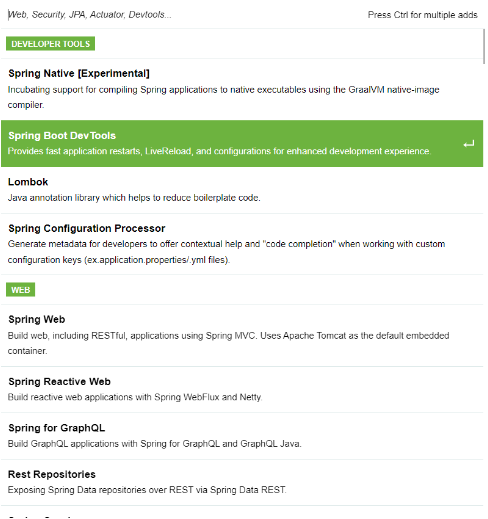 Web, Security, JPA, Actuator, Devtools...
Press Ctrl for multiple adds
DEVELOPER TOOLS
Spring Native [Experimental]
Incubating support for compiling Spring applications to native executables using the GraalVM native-image
compiler.
Spring Boot DevTools
Provides fast application restarts, LiveReload, and configurations for enhanced development experience.
Lombok
Java annotation library which helps to reduce boilerplate code.
Spring Configuration Processor
Generate metadata for developers to offer contextual help and "code completion" when working with custom
configuration keys (ex.application.properties/.yml files).
WEB
Spring Web
Build web, including RESTful, applications using Spring MVC. Uses Apache Tomcat as the default embedded
container.
Spring Reactive Web
Build reactive web applications with Spring WebFlux and Netty.
Spring for GraphQL
Build GraphQL applications with Spring for GraphQL and GraphQL Java.
Rest Repositories
Exposing Spring Data repositories over REST via Spring Data REST.